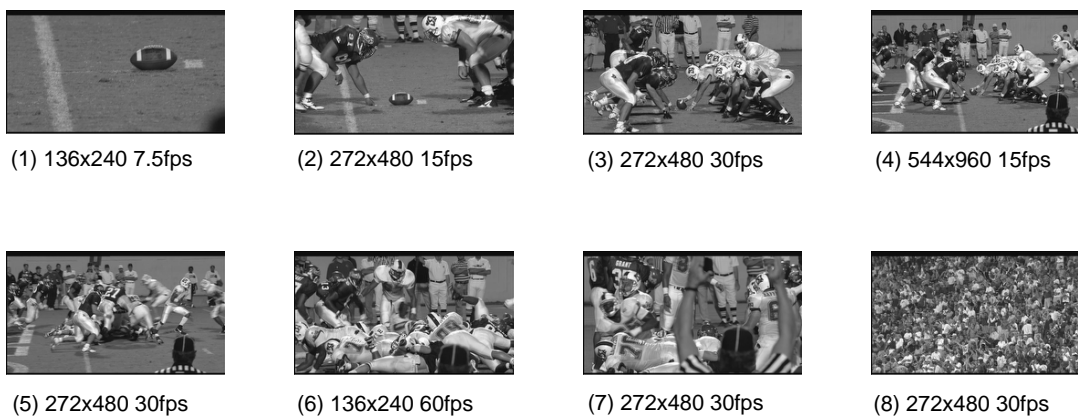 (1) 136x240 7.5fps
(2) 272x480 15fps
(3) 272x480 30fps
(4) 544x960 15fps
(5) 272x480 30fps
(6) 136x240 60fps
(7) 272x480 30fps
(8) 272x480 30fps